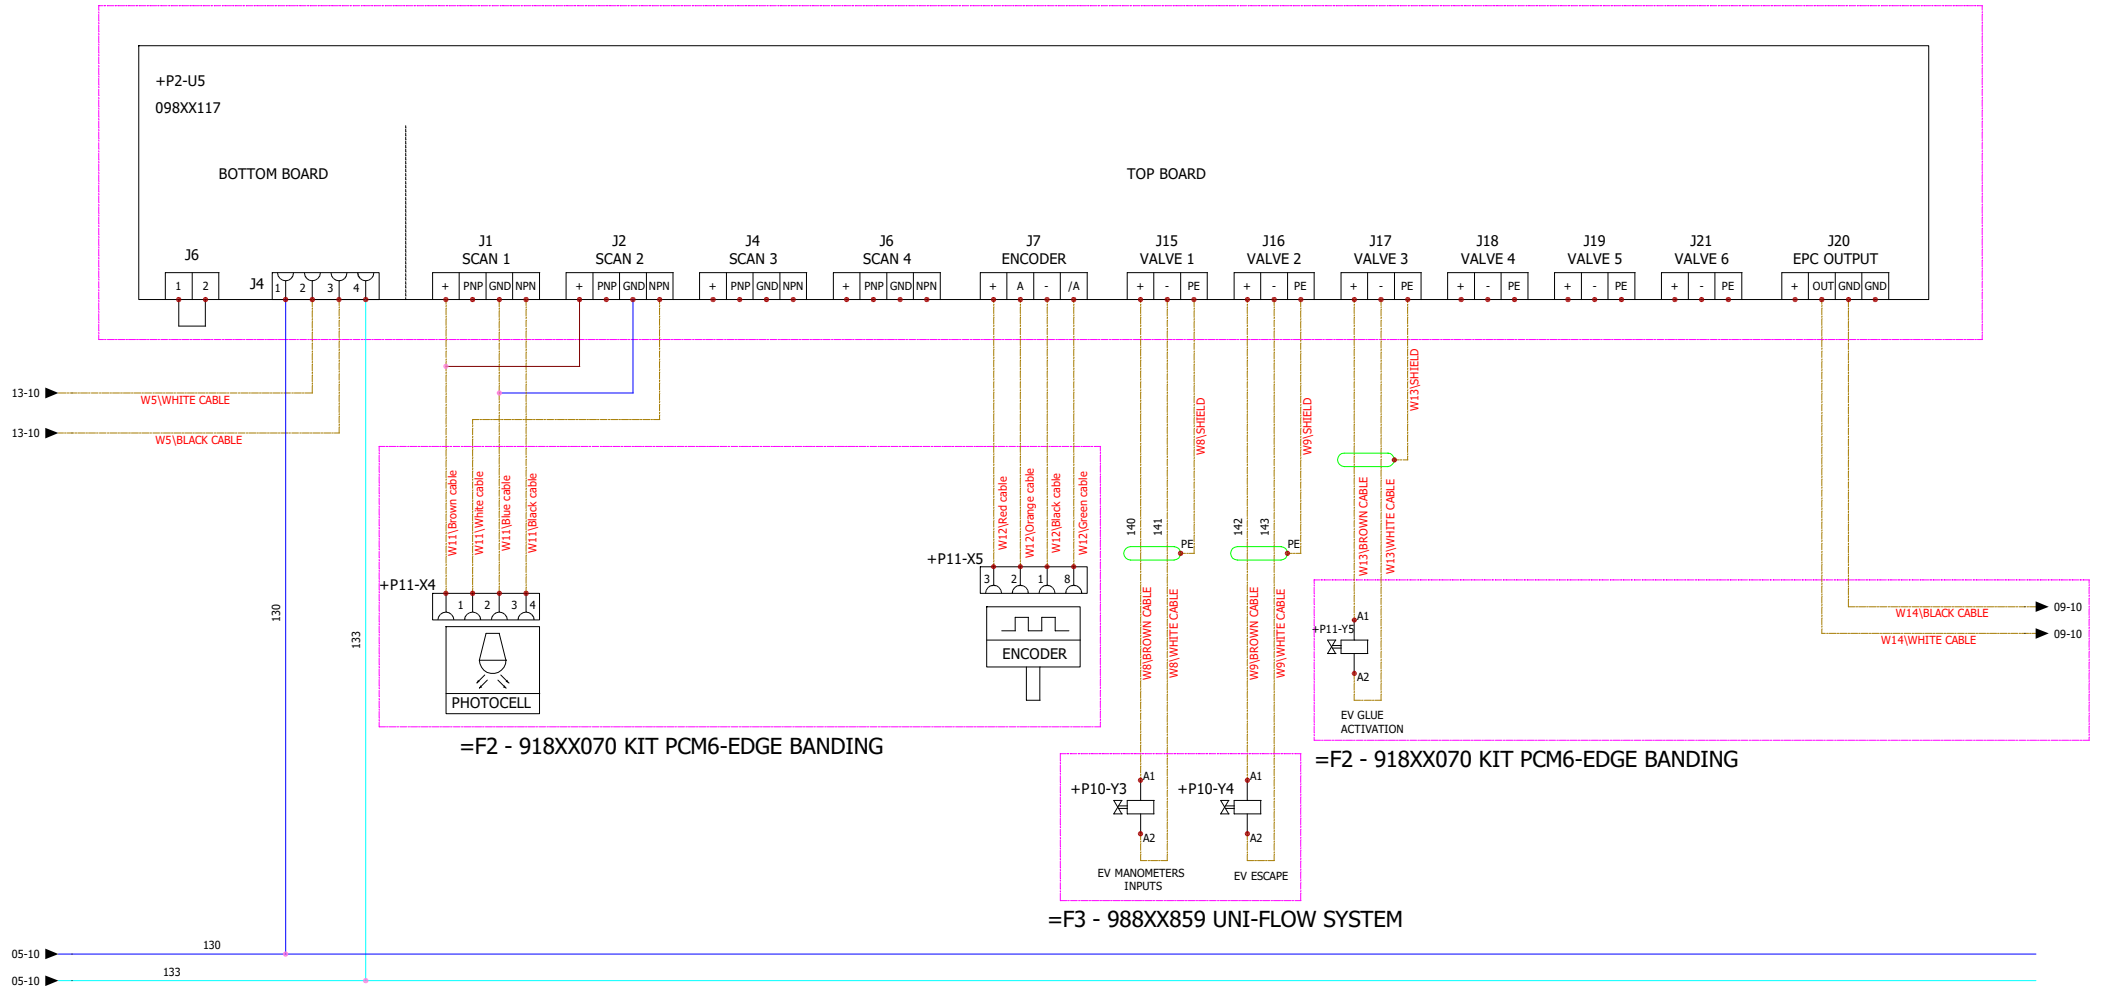 +P2-U5
098XX117
BOTTOM BOARD
TOP BOARD
J6
1 2
J4
1 2 3 4
J1
SCAN 1
+ PNP GND NPN
J2
SCAN 2
+ PNP GND NPN
J4
SCAN 3
+ PNP GND NPN
J6
SCAN 4
+ PNP GND NPN
J7
ENCODER
+ A - /A
J15
VALVE 1
+ - PE
J16
VALVE 2
+ - PE
J17
VALVE 3
+ - PE
J18
VALVE 4
+ - PE
J19
VALVE 5
+ - PE
J21
VALVE 6
+ - PE
J20
EPC OUTPUT
+ OUT GND GND
13-10
W5\WHITE CABLE
13-10
W5\BLACK CABLE
130
133
W11\Brown cable
W11\White cable
W11\Blue cable
W11\Black cable
+P11-X4
1 2 3 4
PHOTOCELL
W12\Red cable
W12\Orange cable
W12\Black cable
W12\Green cable
+P11-X5
3 2 1 8
ENCODER
=F2 - 918XX070 KIT PCM6-EDGE BANDING
140
141
W8\SHIELD
PE
W8\BROWN CABLE
W8\WHITE CABLE
142
143
W9\SHIELD
PE
W9\BROWN CABLE
W9\WHITE CABLE
W13\SHIELD
W13\BROWN CABLE
W13\WHITE CABLE
A1
+P11-Y5
A2
EV GLUE
ACTIVATION
W14\BLACK CABLE
09-10
W14\WHITE CABLE
09-10
=F2 - 918XX070 KIT PCM6-EDGE BANDING
A1
+P10-Y3
A2
EV MANOMETERS
INPUTS
A1
+P10-Y4
A2
EV ESCAPE
=F3 - 988XX859 UNI-FLOW SYSTEM
05-10
130
05-10
133